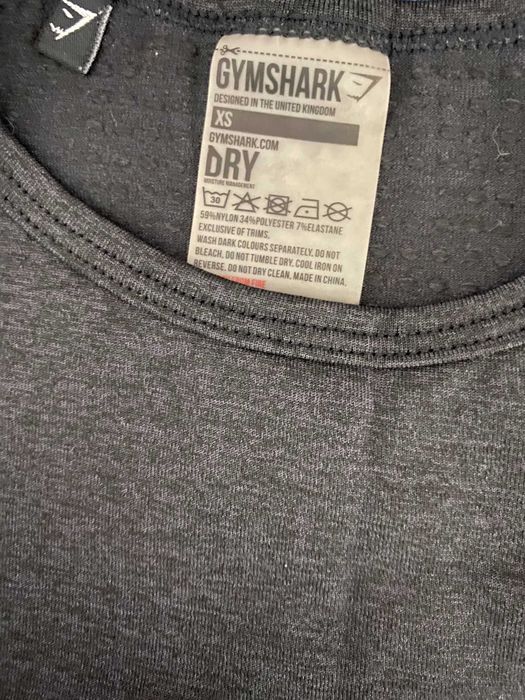 GYMSHARK
DESIGNED IN THE UNITED KINGDOM
XS
GYMSHARK.COM
DRY
MOISTURE MANAGEMENT
30
59%NYLON 34%POLYESTER 7%ELASTANE
EXCLUSIVE OF TRIMS.
WASH DARK COLOURS SEPARATELY. DO NOT
BLEACH. DO NOT TUMBLE DRY. COOL IRON ON
REVERSE. DO NOT DRY CLEAN. MADE IN CHINA.
FIRE